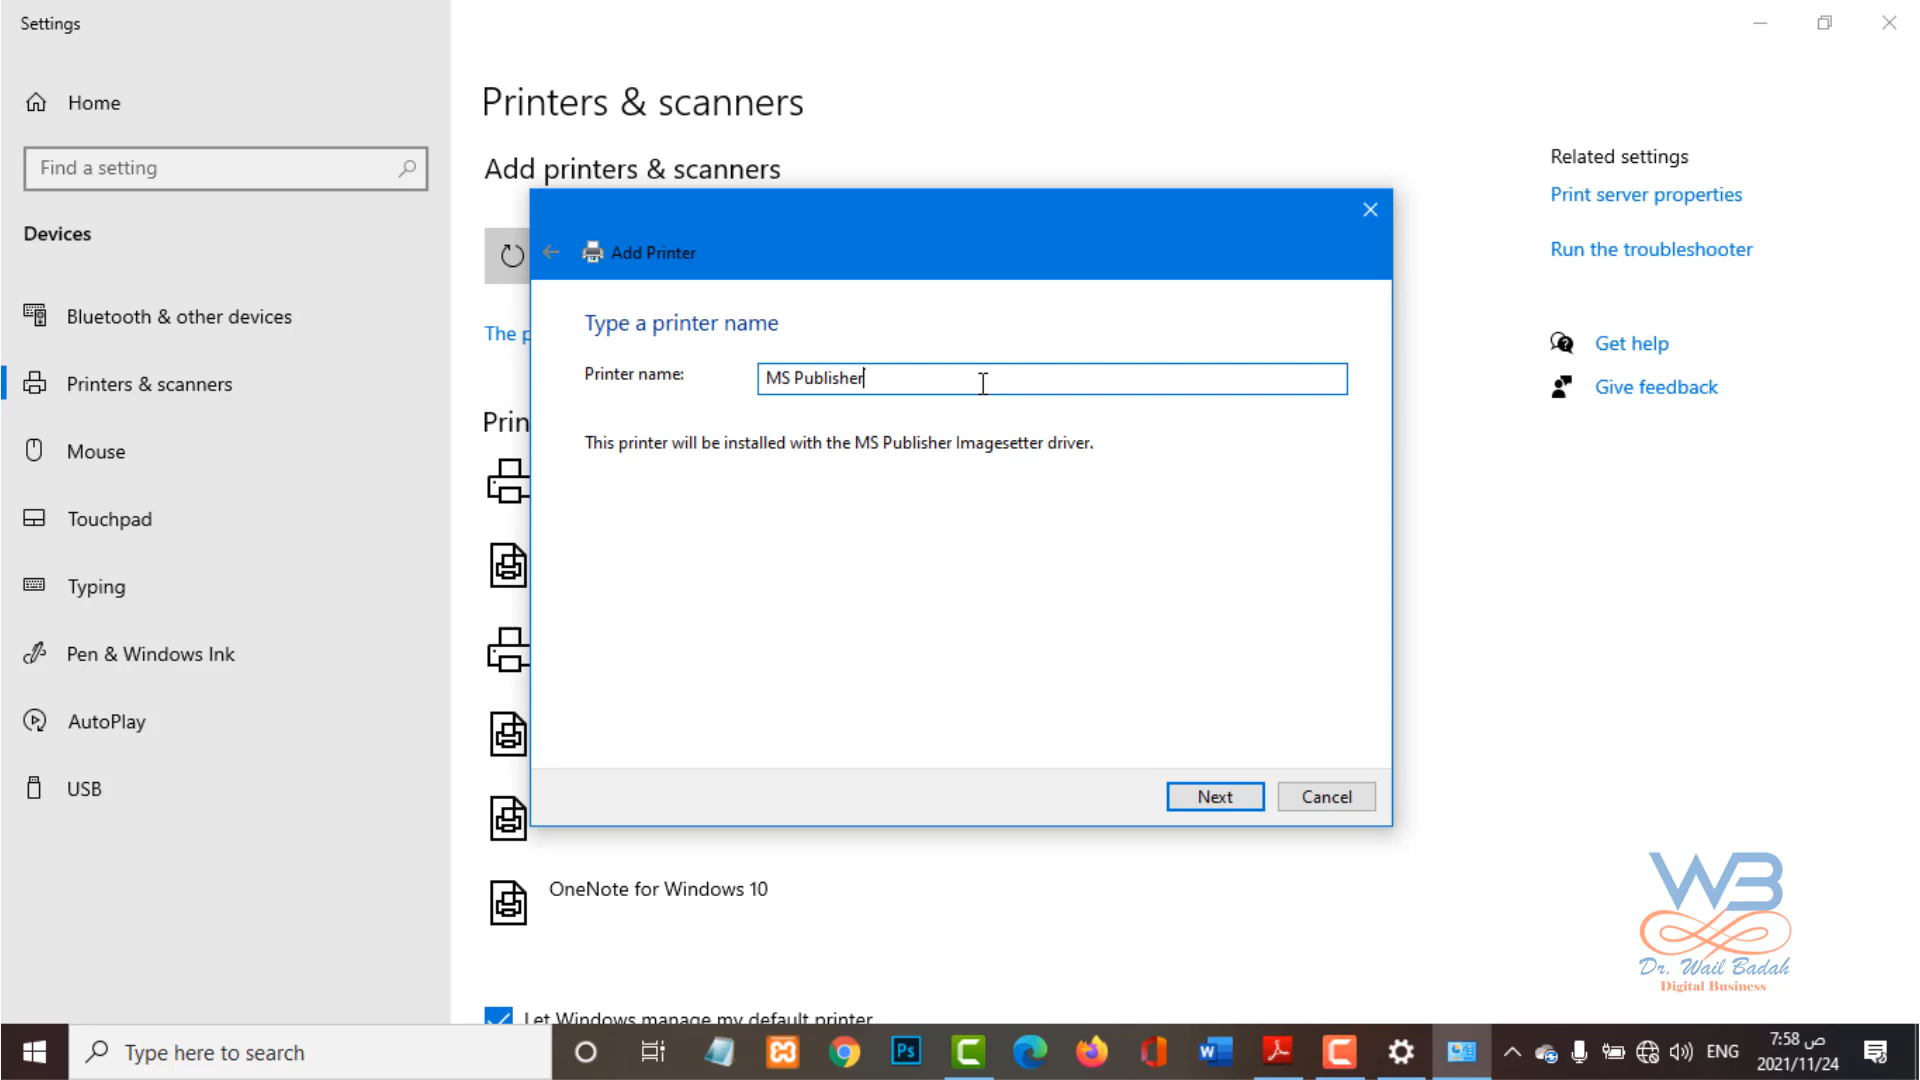 Settings
Home
Find a setting
Devices
Bluetooth & other devices
Printers & scanners
Mouse
Touchpad
Typing
Pen & Windows Ink
AutoPlay
USB
Printers & scanners
Add printers & scanners
The p
Prin
Add Printer
Type a printer name
Printer name:
MS Publisher
This printer will be installed with the MS Publisher Imagesetter driver.
Next
Cancel
OneNote for Windows 10
Let Windows manage my default printer
Related settings
Print server properties
Run the troubleshooter
Get help
Give feedback
WB
Dr. Wail Badah
Digital Business
Type here to search
Ps
ENG
7:58 ص
2021/11/24